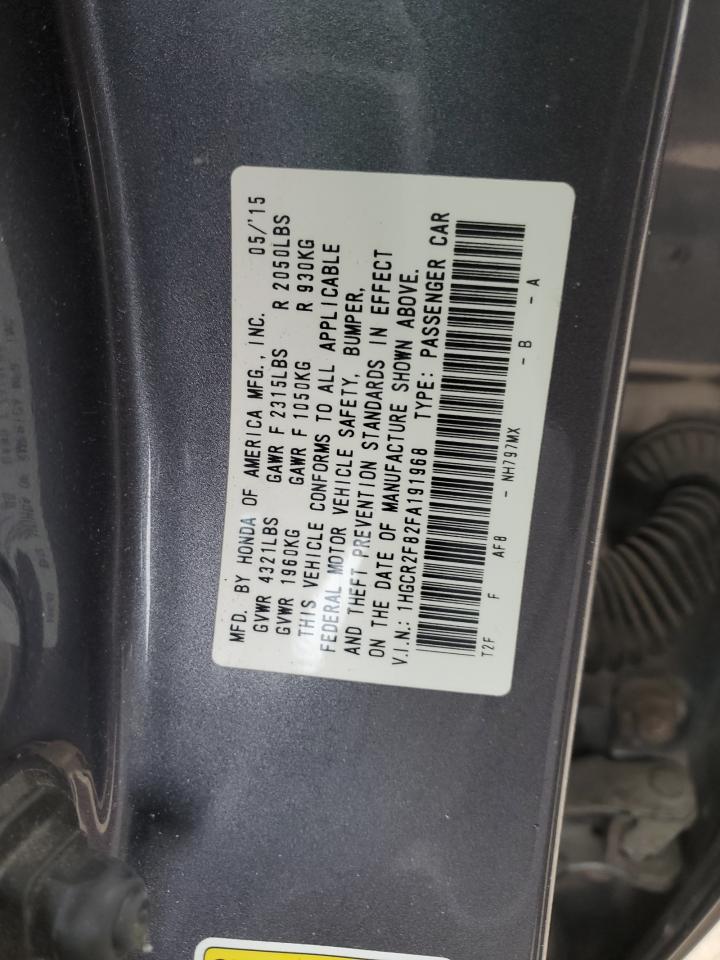 MFD. BY HONDA OF AMERICA MFG., INC. 05/'15
GVWR 4321LBS GAWR F 2315LBS R 2050LBS
GVWR 1960KG GAWR F 1050KG R 930KG
THIS VEHICLE CONFORMS TO ALL APPLICABLE
FEDERAL MOTOR VEHICLE SAFETY, BUMPER,
AND THEFT PREVENTION STANDARDS IN EFFECT
ON THE DATE OF MANUFACTURE SHOWN ABOVE.
V.I.N.: 1HGCR2F82FA191968 TYPE: PASSENGER CAR
T2F F AF8 - NH797MX - B - A